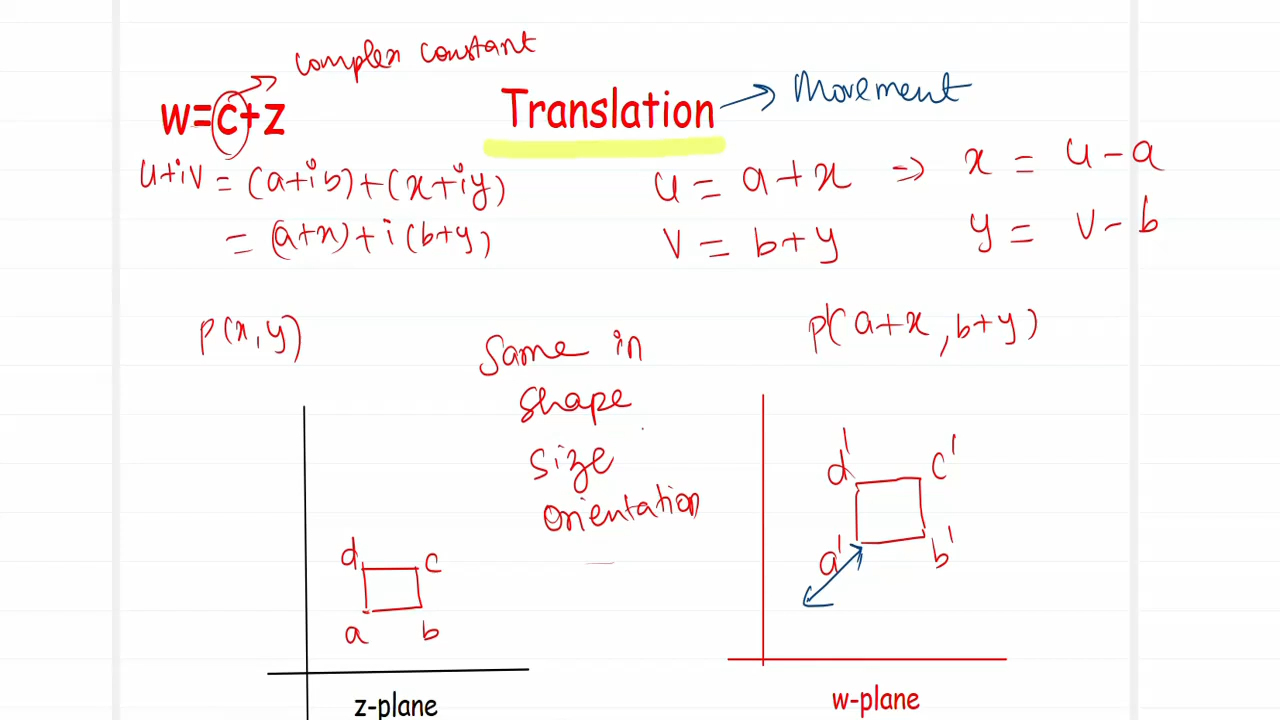 complex constant
w=c+z
Translation → Movement
u+iv = (a+ib)+(x+iy)
= (a+x)+i(b+y)
u = a+x ⇒ x = u-a
v = b+y y = v-b
P(x,y)
P'(a+x, b+y)
Same in
shape
size
orientation
d c
a b
z-plane
d' c'
a' b'
w-plane